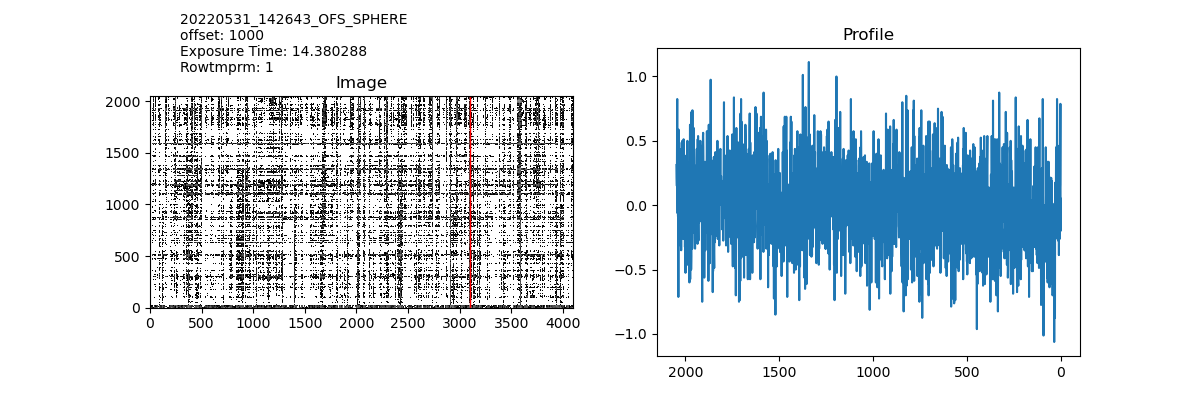 20220531_142643_OFS_SPHERE
offset: 1000
Exposure Time: 14.380288
Rowtmprm: 1
Image
2000
1500
1000
500
0
0 500 1000 1500 2000 2500 3000 3500 4000
Profile
1.0
0.5
0.0
−0.5
−1.0
2000 1500 1000 500 0